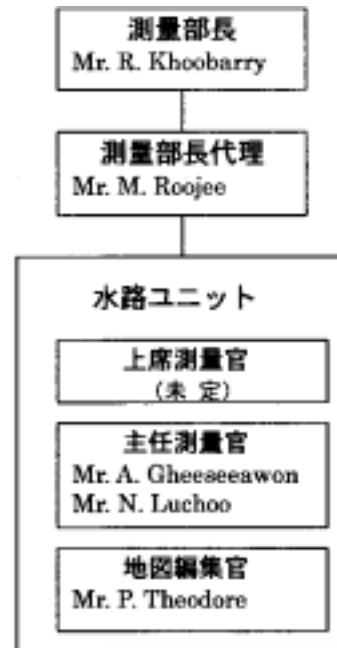 測量部長
Mr. R. Khoobarry
測量部長代理
Mr. M. Roojee
水路ユニット
上席測量官
(未 定)
主任測量官
Mr. A. Gheeseeawon
Mr. N. Luchoo
地図編集官
Mr. P. Theodore